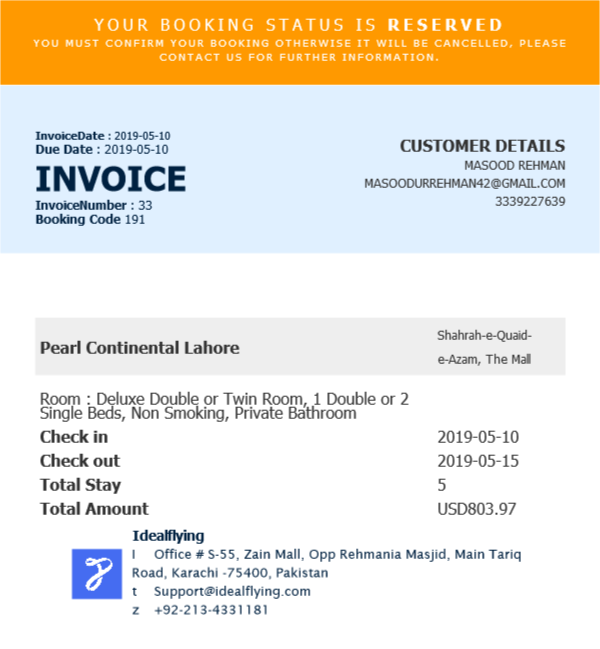 YOUR BOOKING STATUS IS RESERVED
YOU MUST CONFIRM YOUR BOOKING OTHERWISE IT WILL BE CANCELLED, PLEASE
CONTACT US FOR FURTHER INFORMATION.
InvoiceDate : 2019-05-10
Due Date : 2019-05-10
INVOICE
InvoiceNumber : 33
Booking Code 191
CUSTOMER DETAILS
MASOOD REHMAN
MASOODURREHMAN42@GMAIL.COM
3339227639
Pearl Continental Lahore
Shahrah-e-Quaid-
e-Azam, The Mall
Room : Deluxe Double or Twin Room, 1 Double or 2
Single Beds, Non Smoking, Private Bathroom
Check in 2019-05-10
Check out 2019-05-15
Total Stay 5
Total Amount USD803.97
Idealflying
l Office # S-55, Zain Mall, Opp Rehmania Masjid, Main Tariq
Road, Karachi -75400, Pakistan
t Support@idealflying.com
z +92-213-4331181